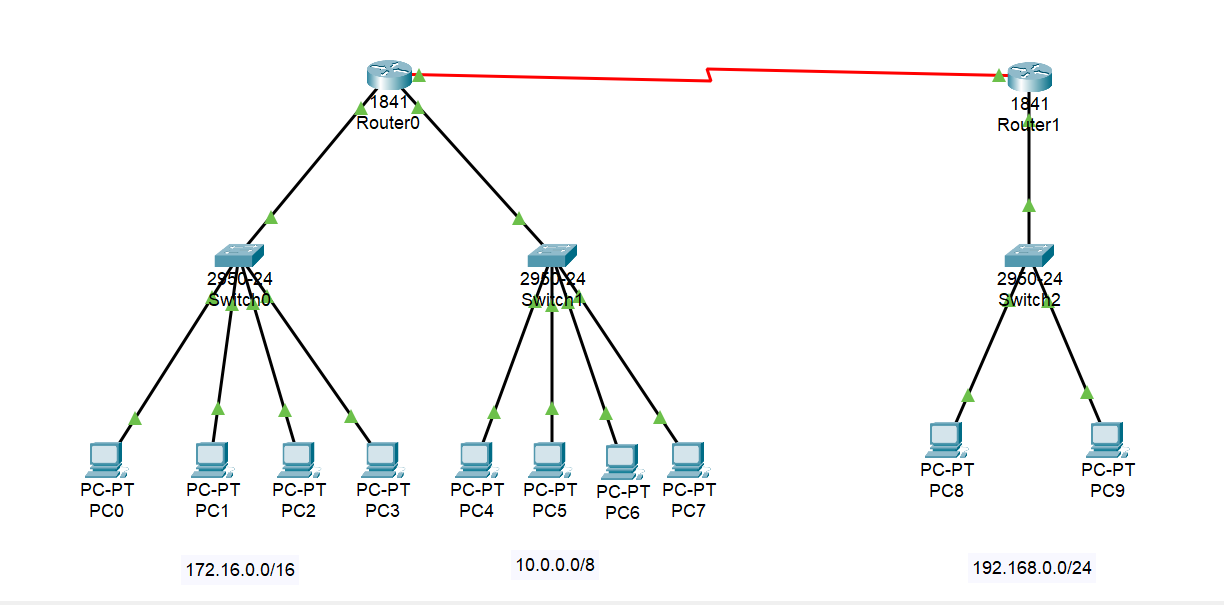 1841
Router0
1841
Router1
2950-24
Switch0
2950-24
Switch1
2950-24
Switch2
PC-PT
PC0
PC-PT
PC1
PC-PT
PC2
PC-PT
PC3
PC-PT
PC4
PC-PT
PC5
PC-PT
PC6
PC-PT
PC7
PC-PT
PC8
PC-PT
PC9
172.16.0.0/16
10.0.0.0/8
192.168.0.0/24